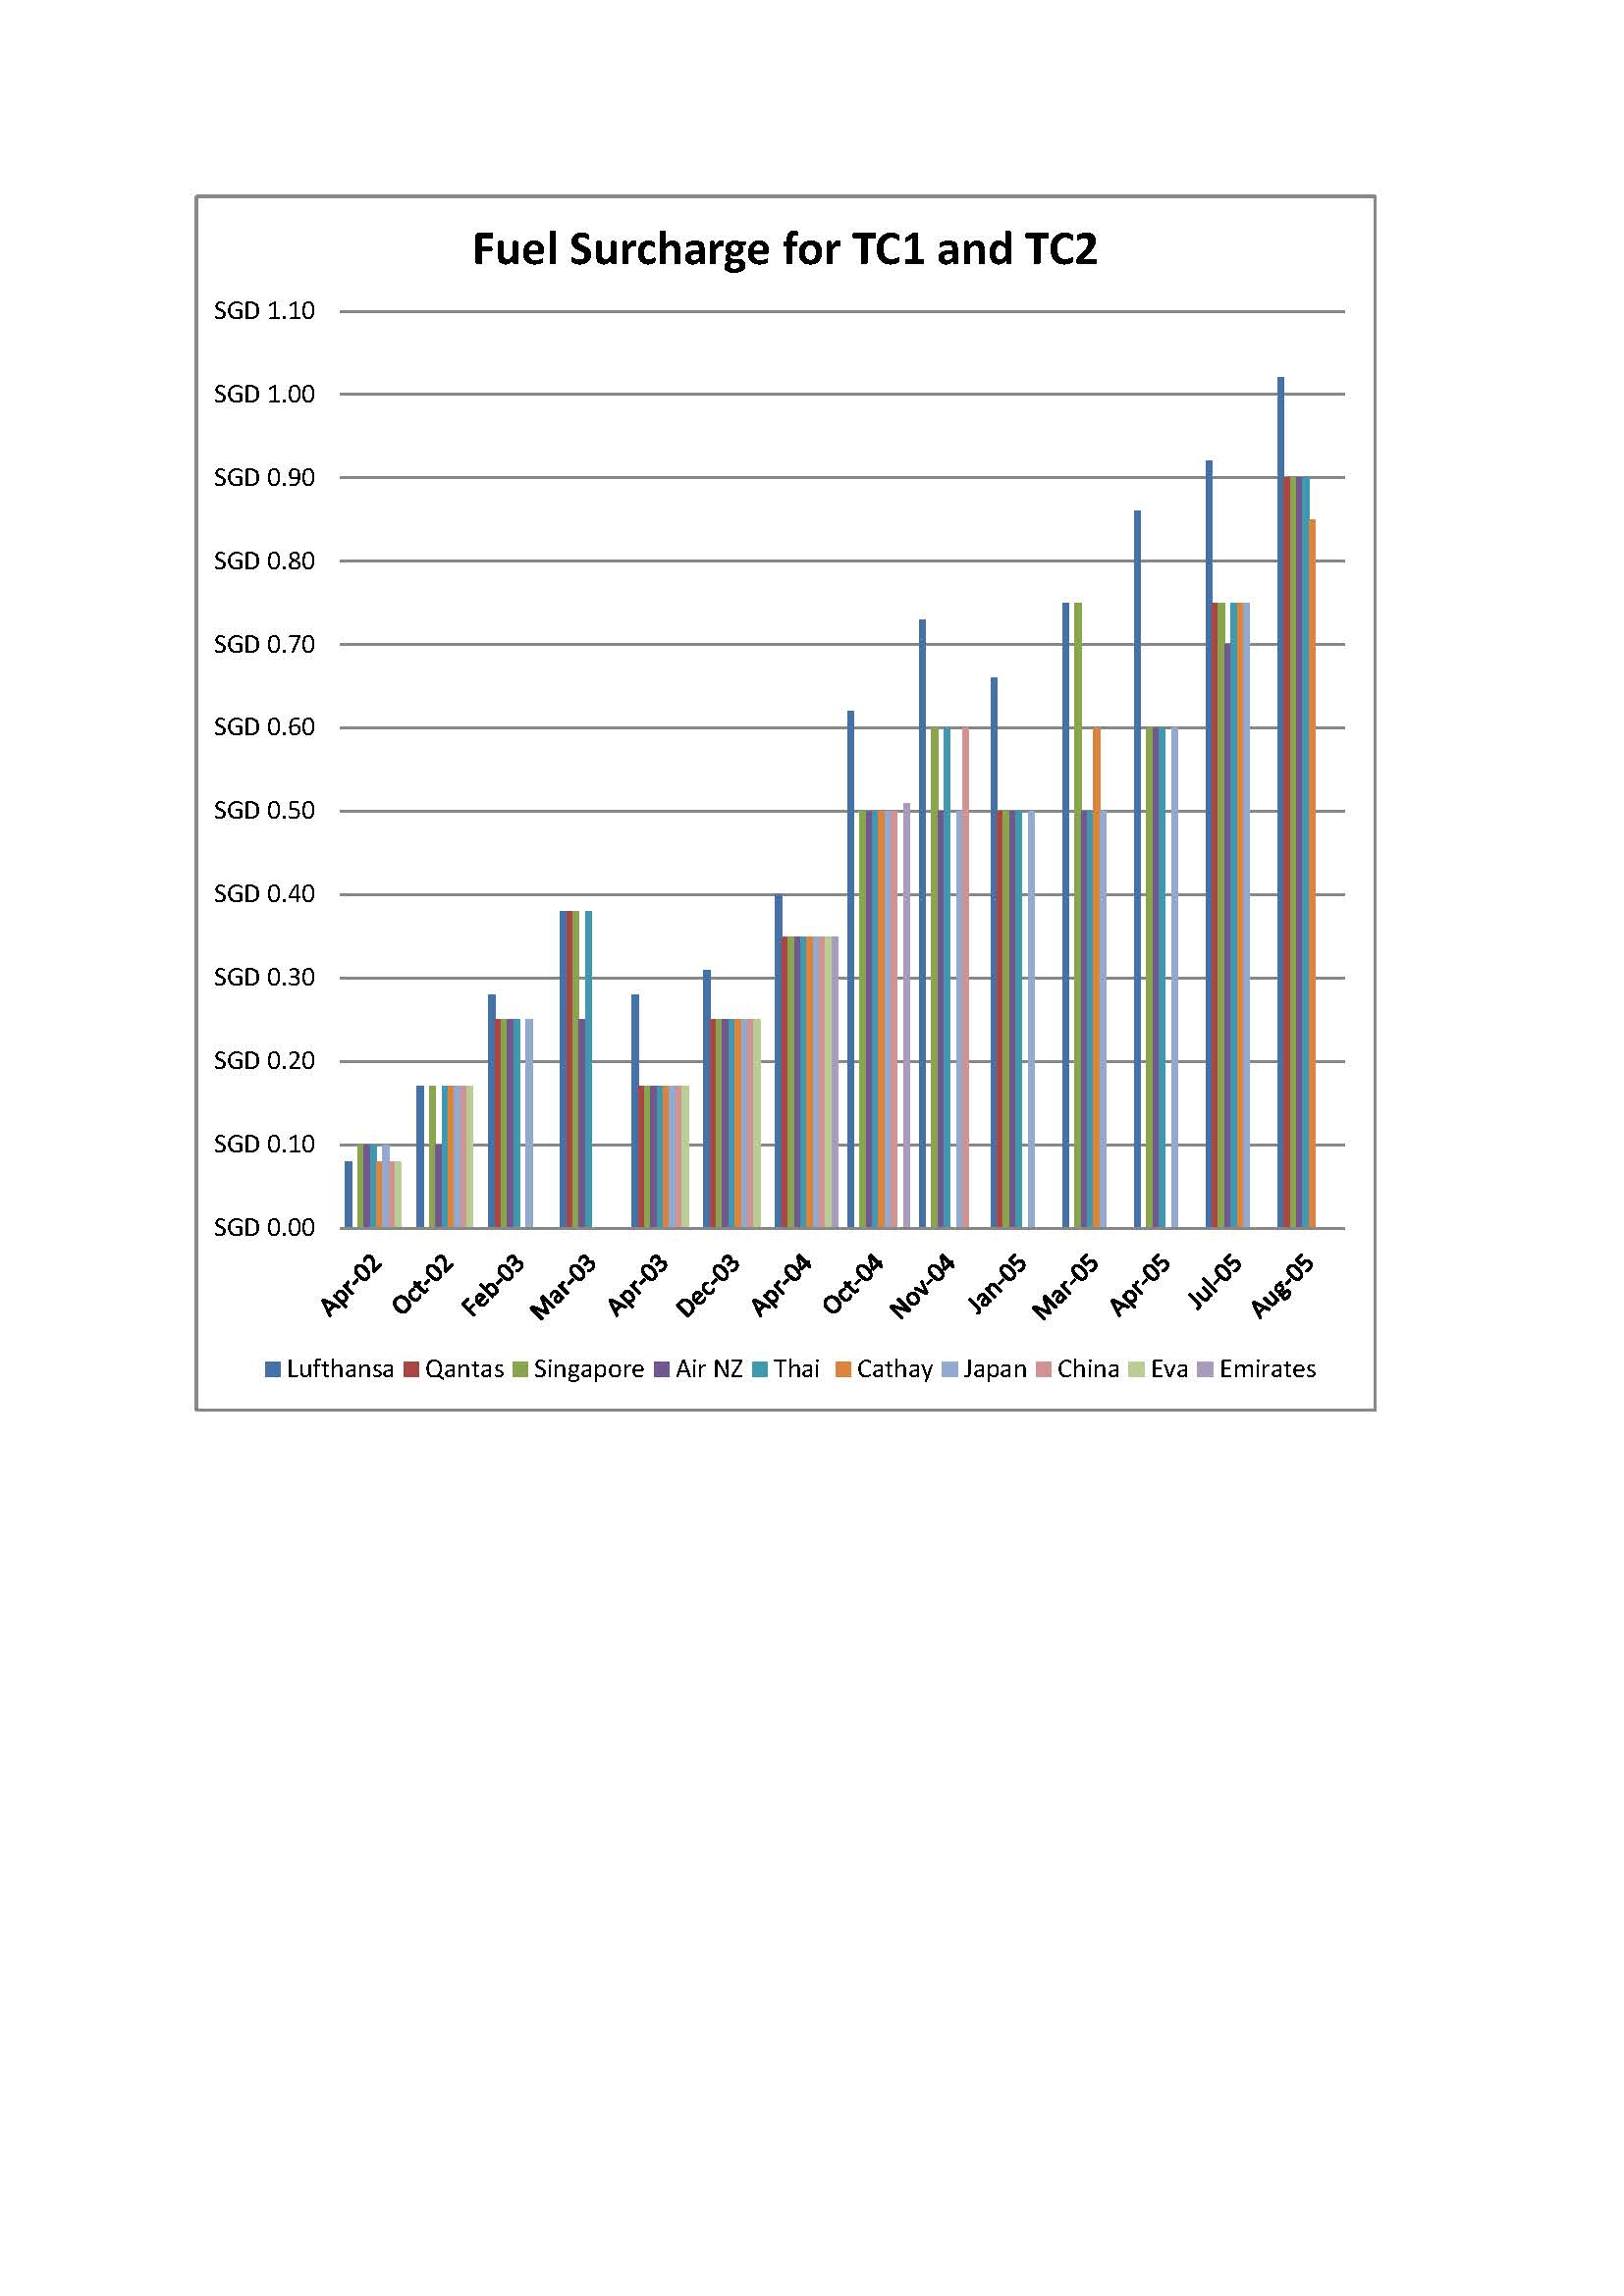 Fuel Surcharge for TC1 and TC2
SGD 1.10
SGD 1.00
SGD 0.90
SGD 0.80
SGD 0.70
SGD 0.60
SGD 0.50
SGD 0.40
SGD 0.30
SGD 0.20
SGD 0.10
SGD 0.00
Apr-02 Oct-02 Feb-03 Mar-03 Apr-03 Dec-03 Apr-04 Oct-04 Nov-04 Jan-05 Mar-05 Apr-05 Jul-05 Aug-05
Lufthansa Qantas Singapore Air NZ Thai Cathay Japan China Eva Emirates